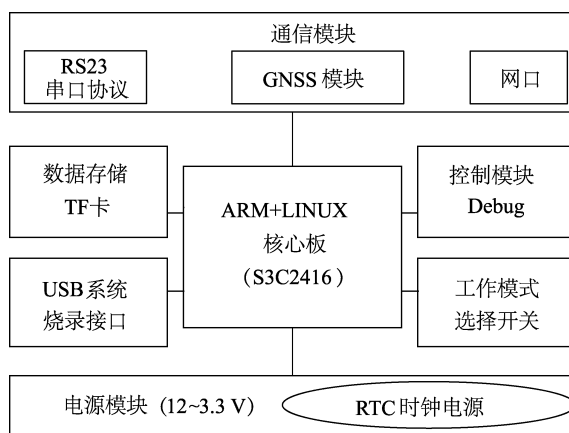 通信模块
RS23
串口协议
GNSS 模块
网口
数据存储
TF卡
ARM+LINUX
核心板
（S3C2416）
控制模块
Debug
USB系统
烧录接口
工作模式
选择开关
电源模块 (12~3.3 V)
RTC时钟电源